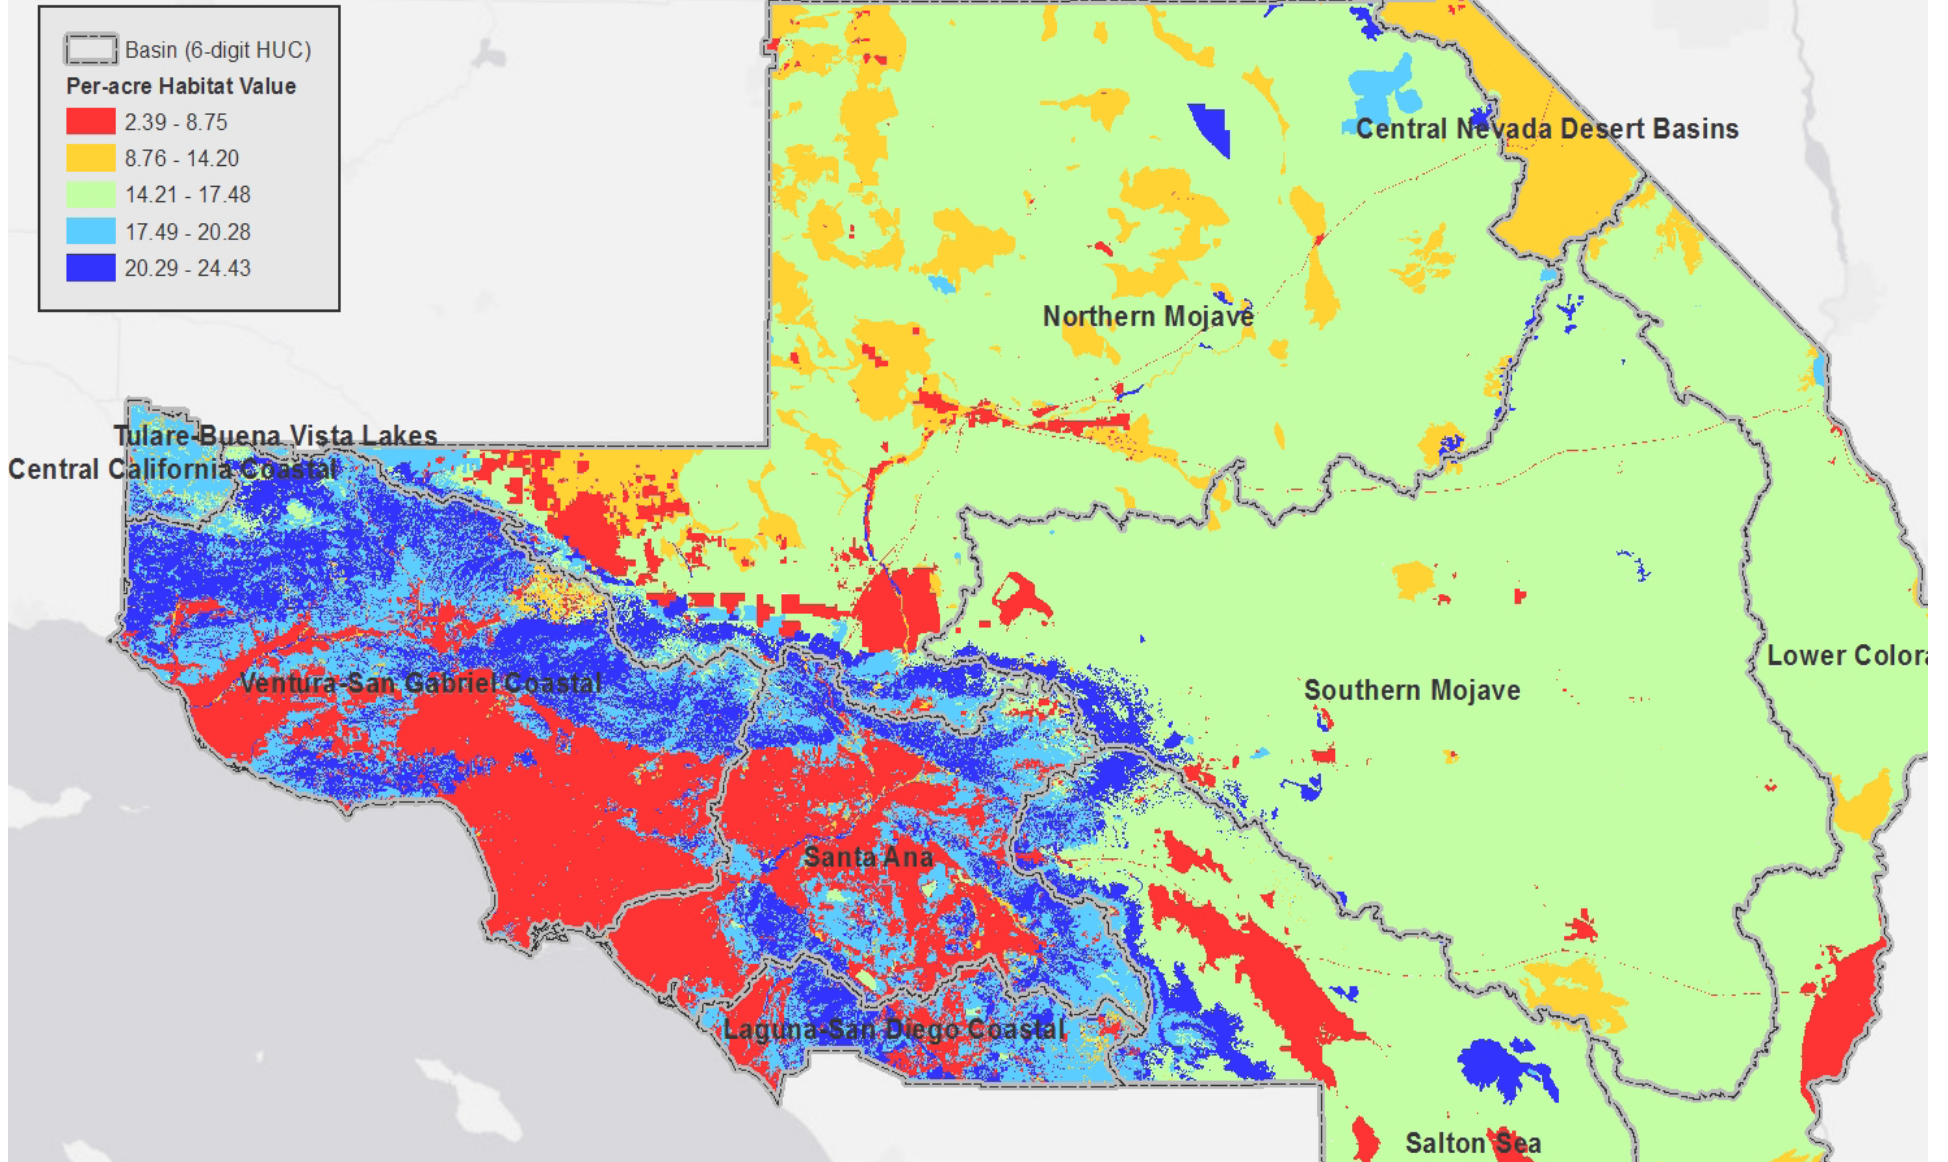 Basin (6-digit HUC)
Per-acre Habitat Value
2.39 - 8.75
8.76 - 14.20
14.21 - 17.48
17.49 - 20.28
20.29 - 24.43
Central Nevada Desert Basins
Northern Mojave
Tulare-Buena Vista Lakes
Central California Coastal
Lower Colora
Ventura-San Gabriel Coastal
Southern Mojave
Santa Ana
Laguna-San Diego Coastal
Salton Sea